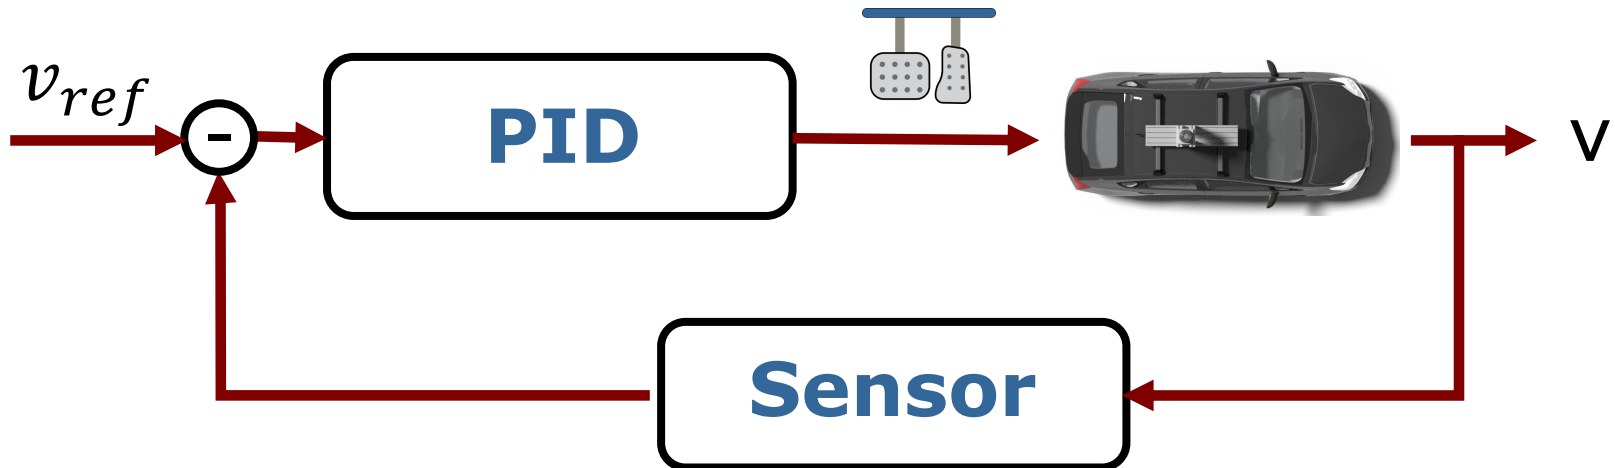 v_ref
-
PID
v
Sensor